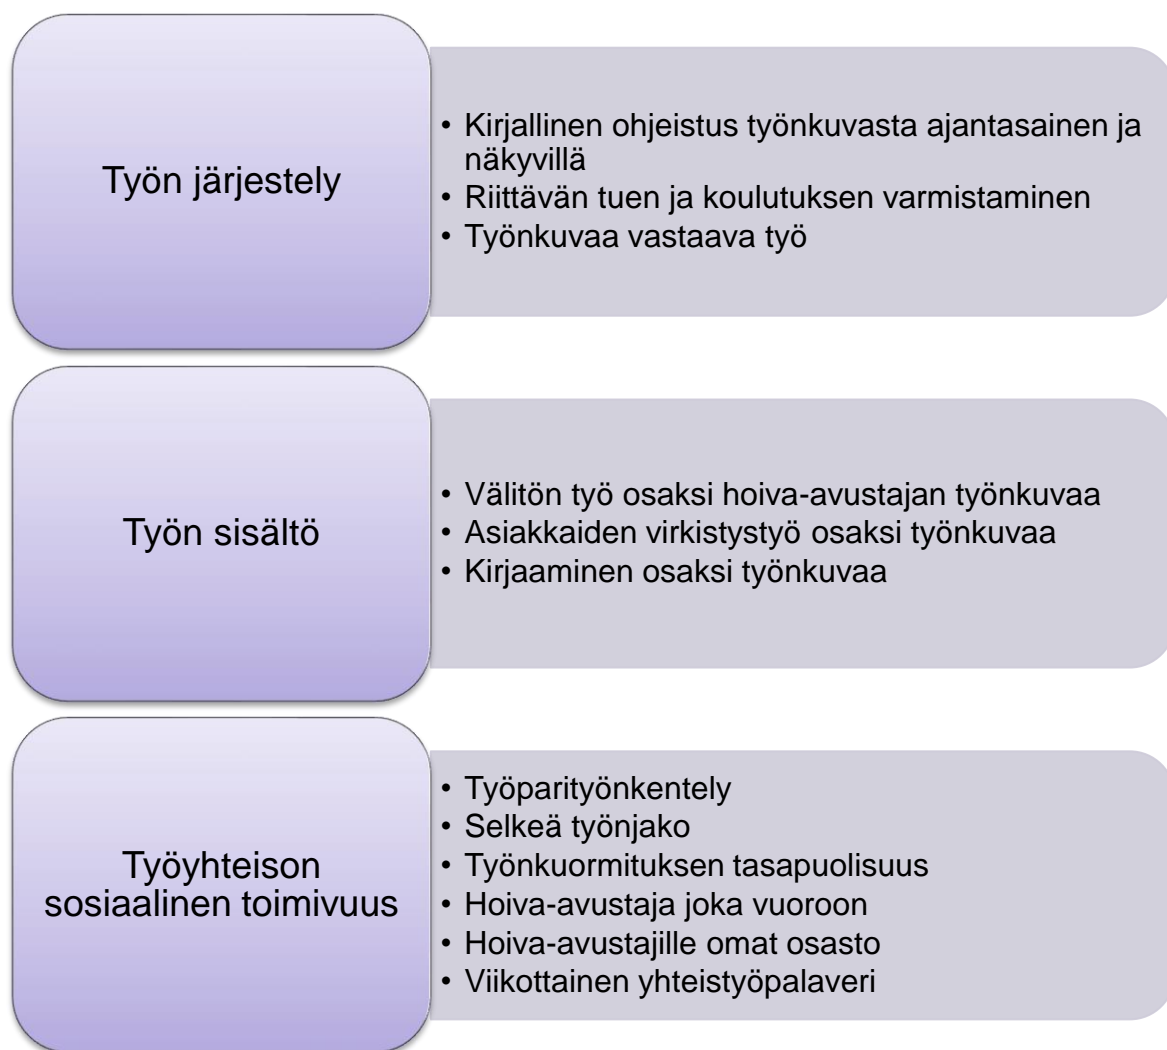 Työn järjestely
• Kirjallinen ohjeistus työnkuvasta ajantasainen ja
näkyvillä
• Riittävän tuen ja koulutuksen varmistaminen
• Työnkuvaa vastaava työ
Työn sisältö
• Välitön työ osaksi hoiva-avustajan työnkuvaa
• Asiakkaiden virkistystyö osaksi työnkuvaa
• Kirjaaminen osaksi työnkuvaa
Työyhteison
sosiaalinen toimivuus
• Työparityönkentely
• Selkeä työnjako
• Työnkuormituksen tasapuolisuus
• Hoiva-avustaja joka vuoroon
• Hoiva-avustajille omat osasto
• Viikottainen yhteistyöpalaveri